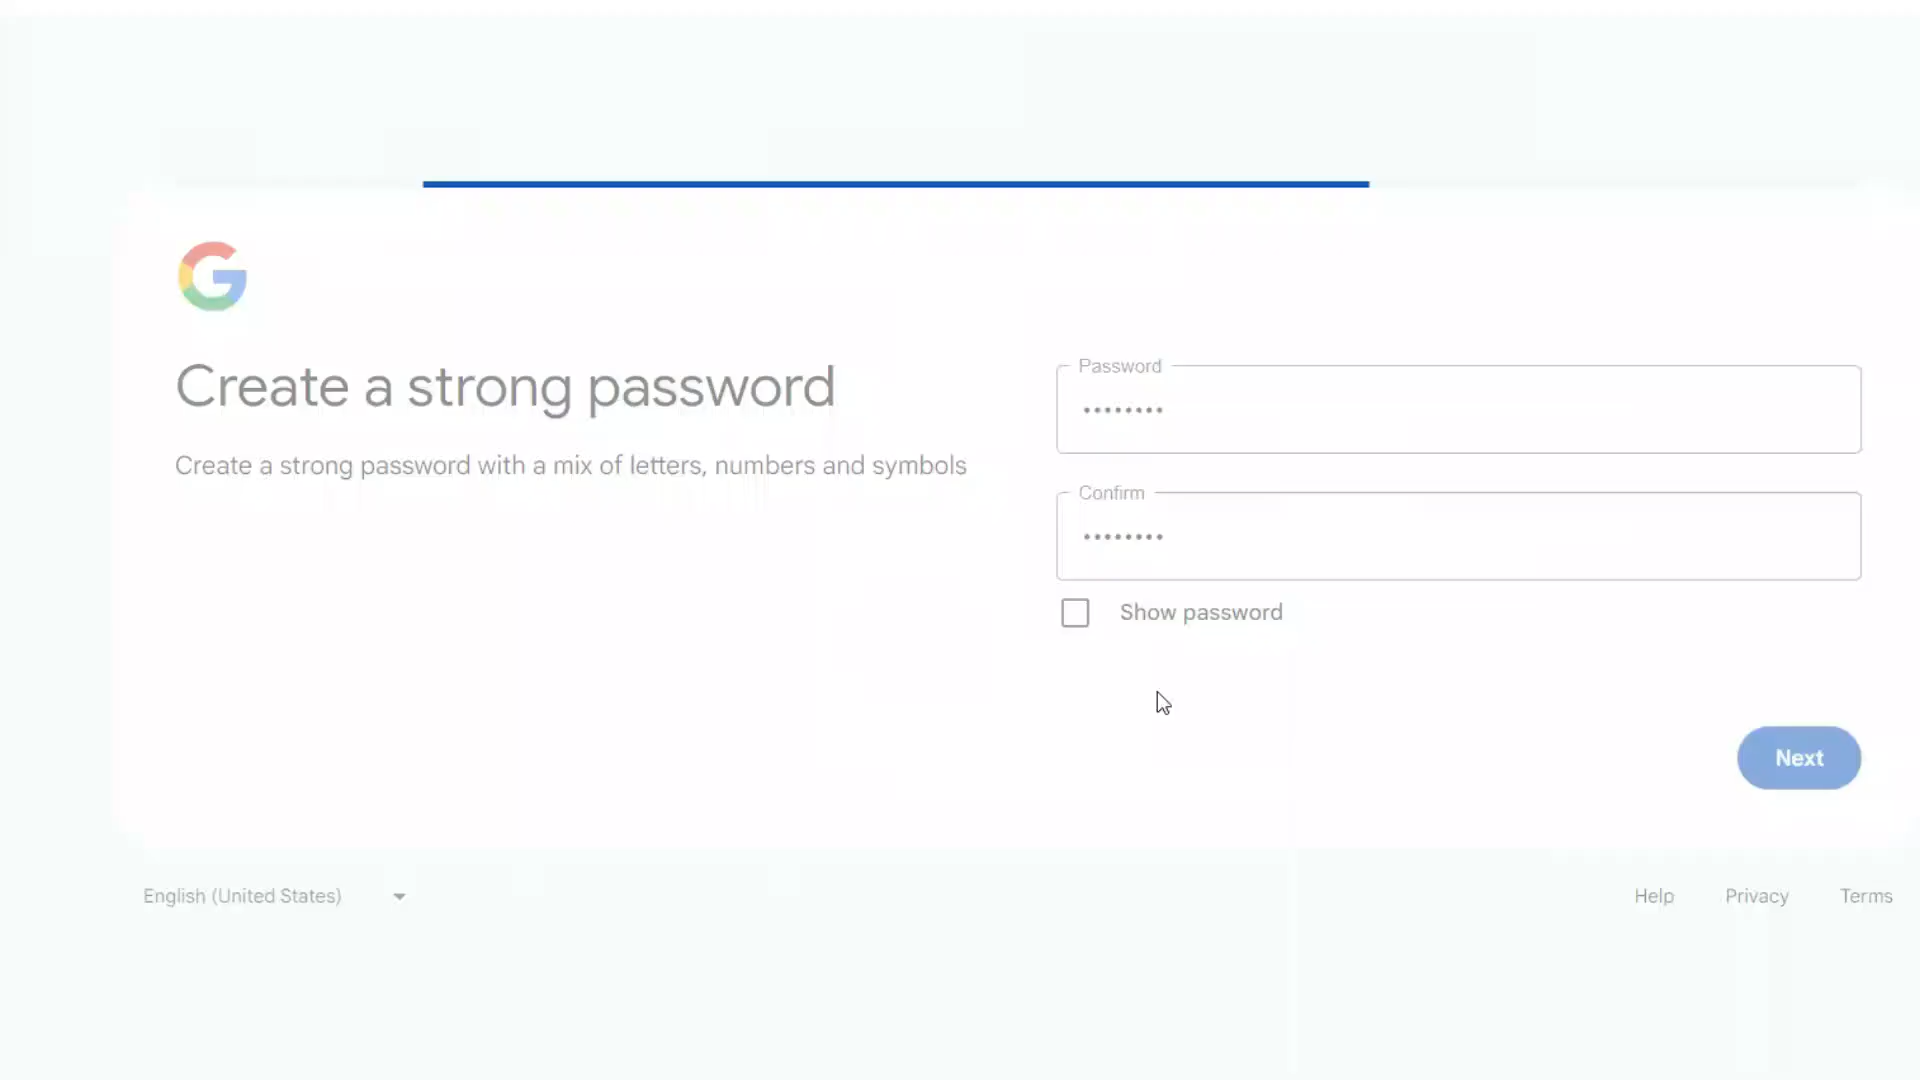 Create a strong password
Create a strong password with a mix of letters, numbers and symbols
Password
••••••••
Confirm
••••••••
Show password
Next
English (United States)
Help
Privacy
Terms